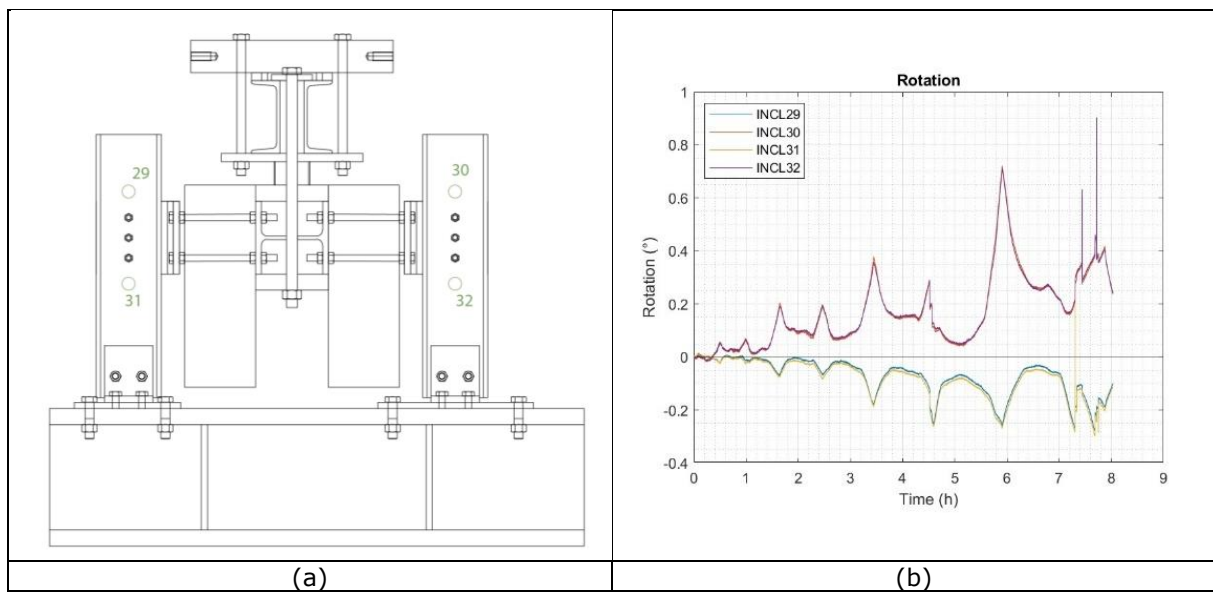 29
30
31
32
Rotation
INCL29
INCL30
INCL31
INCL32
Rotation (°)
1
0.8
0.6
0.4
0.2
0
-0.2
-0.4
0 1 2 3 4 5 6 7 8 9
Time (h)
(a) (b)